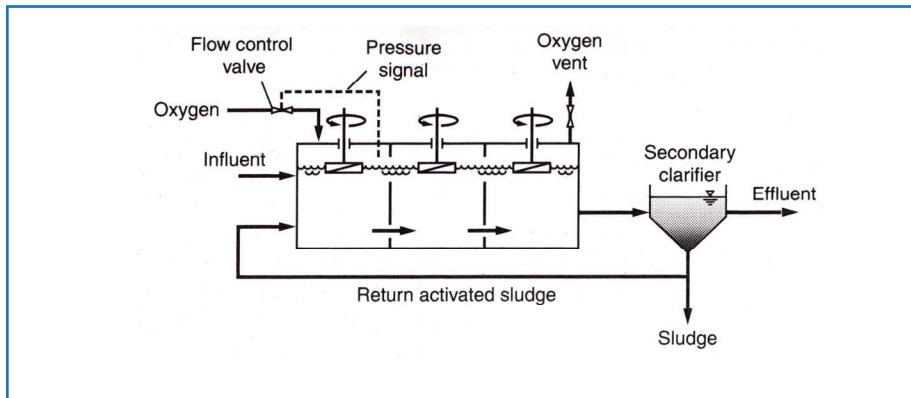 Flow control
valve
Pressure
signal
Oxygen
vent
Oxygen
Influent
Secondary
clarifier
Effluent
Return activated sludge
Sludge